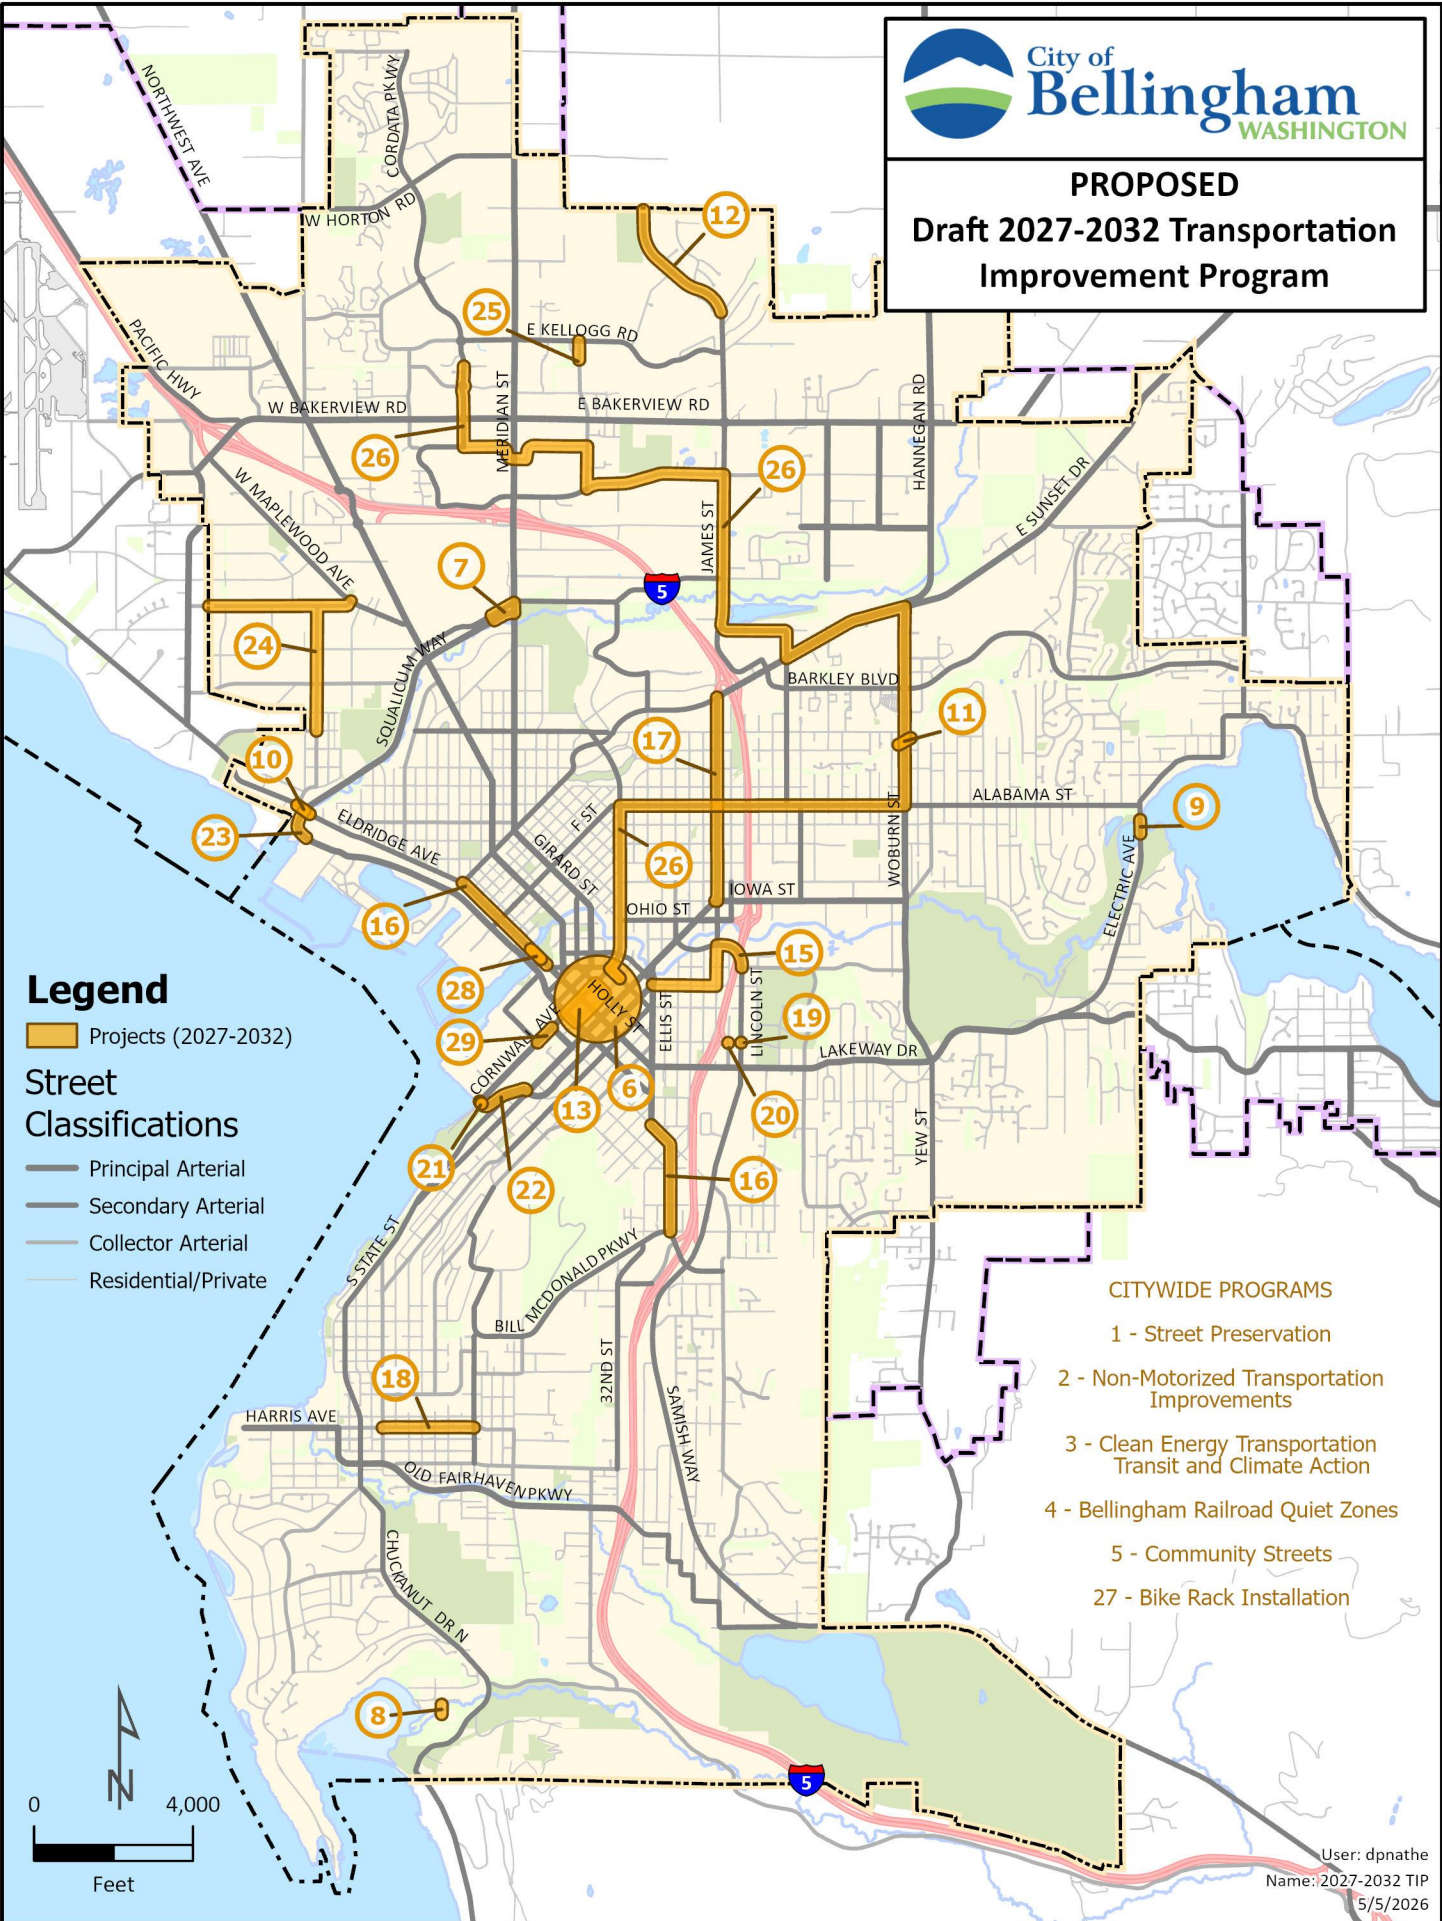 City of
Bellingham
WASHINGTON
PROPOSED
Draft 2027-2032 Transportation
Improvement Program
NORTHWEST AVE
CORDATA PKWY
W HORTON RD
12
25
E KELLOGG RD
PACIFIC HWY
W BAKERVIEW RD
MERIDIAN ST
E BAKERVIEW RD
HANNEGAN RD
26
26
W MAPLEWOOD AVE
JAMES ST
E SUNSET DR
7
5
24
SQUALICUM WAY
BARKLEY BLVD
11
17
10
23
ELDRIDGE AVE
F ST
GIRARD ST
26
ALABAMA ST
WOBURN ST
9
ELECTRIC AVE
IOWA ST
OHIO ST
16
15
28
HOLLY ST
ELLIS ST
LINCOLN ST
19
29
CORNWALL AVE
LAKEWAY DR
13
6
20
21
22
16
YEW ST
S STATE ST
BILL MCDONALD PKWY
32ND ST
SAMISH WAY
18
HARRIS AVE
OLD FAIRHAVEN PKWY
CHUCKANUT DR N
8
5
Legend
Projects (2027-2032)
Street
Classifications
Principal Arterial
Secondary Arterial
Collector Arterial
Residential/Private
CITYWIDE PROGRAMS
1 - Street Preservation
2 - Non-Motorized Transportation
Improvements
3 - Clean Energy Transportation
Transit and Climate Action
4 - Bellingham Railroad Quiet Zones
5 - Community Streets
27 - Bike Rack Installation
N
0 4,000
Feet
User: dpnathe
Name: 2027-2032 TIP
5/5/2026